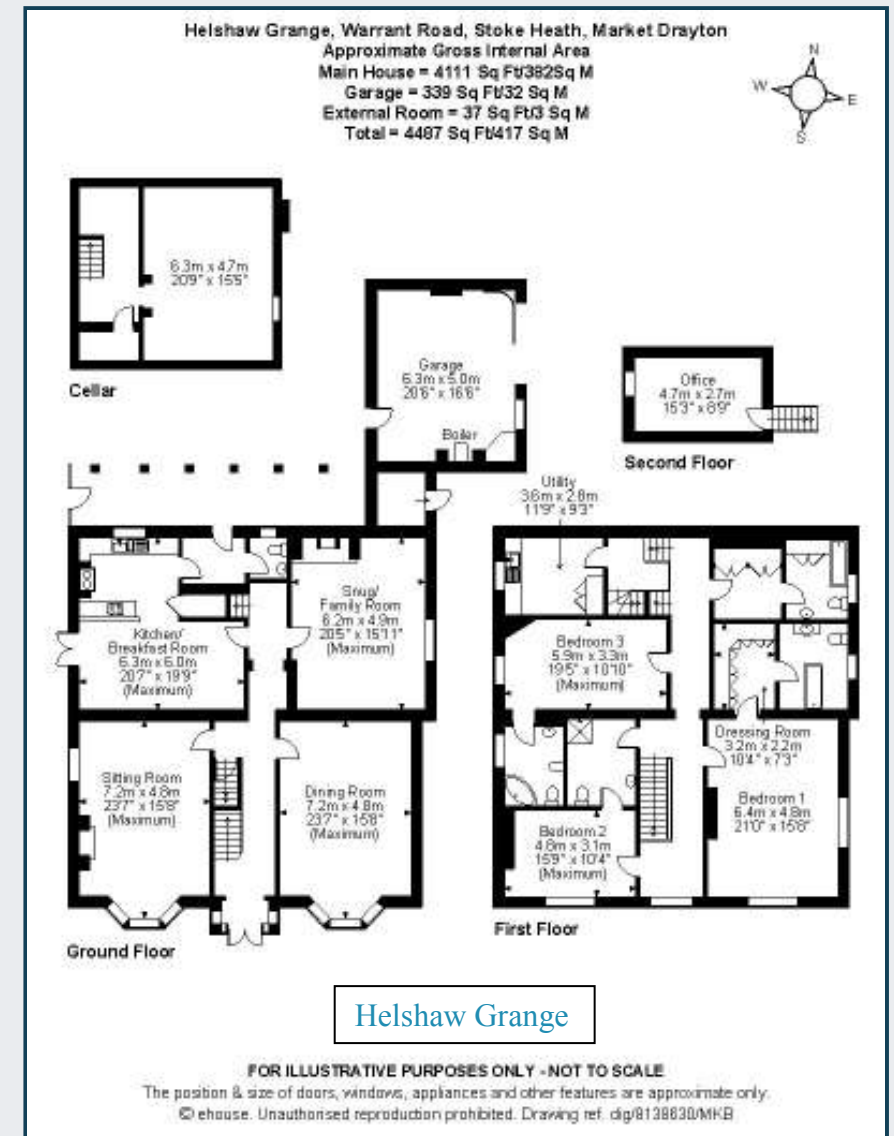 Helshaw Grange, Warrant Road, Stoke Heath, Market Drayton
Approximate Gross Internal Area
Main House = 4111 Sq Ft/382Sq M
Garage = 339 Sq Ft/32 Sq M
External Room = 37 Sq Ft/3 Sq M
Total = 4487 Sq Ft/417 Sq M
N
W
E
S
6.3m x 4.7m
20'9" x 15'5"
Cellar
Garage
6.3m x 5.0m
20'6" x 16'6"
Boiler
Office
4.7m x 2.7m
15'3" x 8'9"
Second Floor
Utility
3.6m x 2.8m
11'9" x 9'3"
Snug/
Family Room
6.2m x 4.9m
20'5" x 15'11"
(Maximum)
Kitchen/
Breakfast Room
6.3m x 6.0m
20'7" x 19'9"
(Maximum)
Bedroom 3
5.9m x 3.3m
19'5" x 10'10"
(Maximum)
Sitting Room
7.2m x 4.8m
23'7" x 15'8"
(Maximum)
Dining Room
7.2m x 4.8m
23'7" x 15'8"
(Maximum)
Dressing Room
3.2m x 2.2m
10'4" x 7'3"
Bedroom 1
6.4m x 4.8m
21'0" x 15'8"
Bedroom 2
4.8m x 3.1m
15'9" x 10'4"
(Maximum)
Ground Floor
First Floor
Helshaw Grange
FOR ILLUSTRATIVE PURPOSES ONLY - NOT TO SCALE
The position & size of doors, windows, appliances and other features are approximate only.
© ehouse. Unauthorised reproduction prohibited. Drawing ref. dig/8138630/MKB